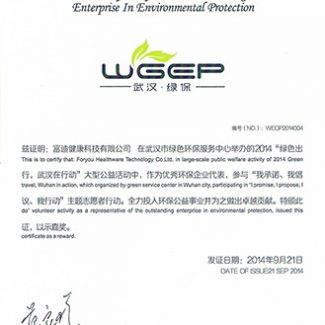 Enterprise In Environmental Protection
WGEP
武汉·绿保
编号（NO.）：WEOP2014004
兹证明：富迪健康科技有限公司 在武汉市绿色环保服务中心举办的2014“绿色出
This is to certify that: Foryou Healthware Technology Co.Ltd. in large-scale public welfare activity of 2014 Green
行，武汉在行动”大型公益活动中，作为优秀环保企业代表，参与“我承诺、我倡
travel, Wuhan in action, which organized by green service center in Wuhan city, participating in "I promise, I propose, I
议、我行动”主题志愿者行动。全力投入环保公益事业并为之做出卓越贡献。特颁此
do" volunteer activity as a representative of the outstanding enterprise in environmental protection, issued this
证，以示嘉奖。
certificate as a reward.
发证日期：2014年9月21日
DATE OF ISSUE21 SEP 2014